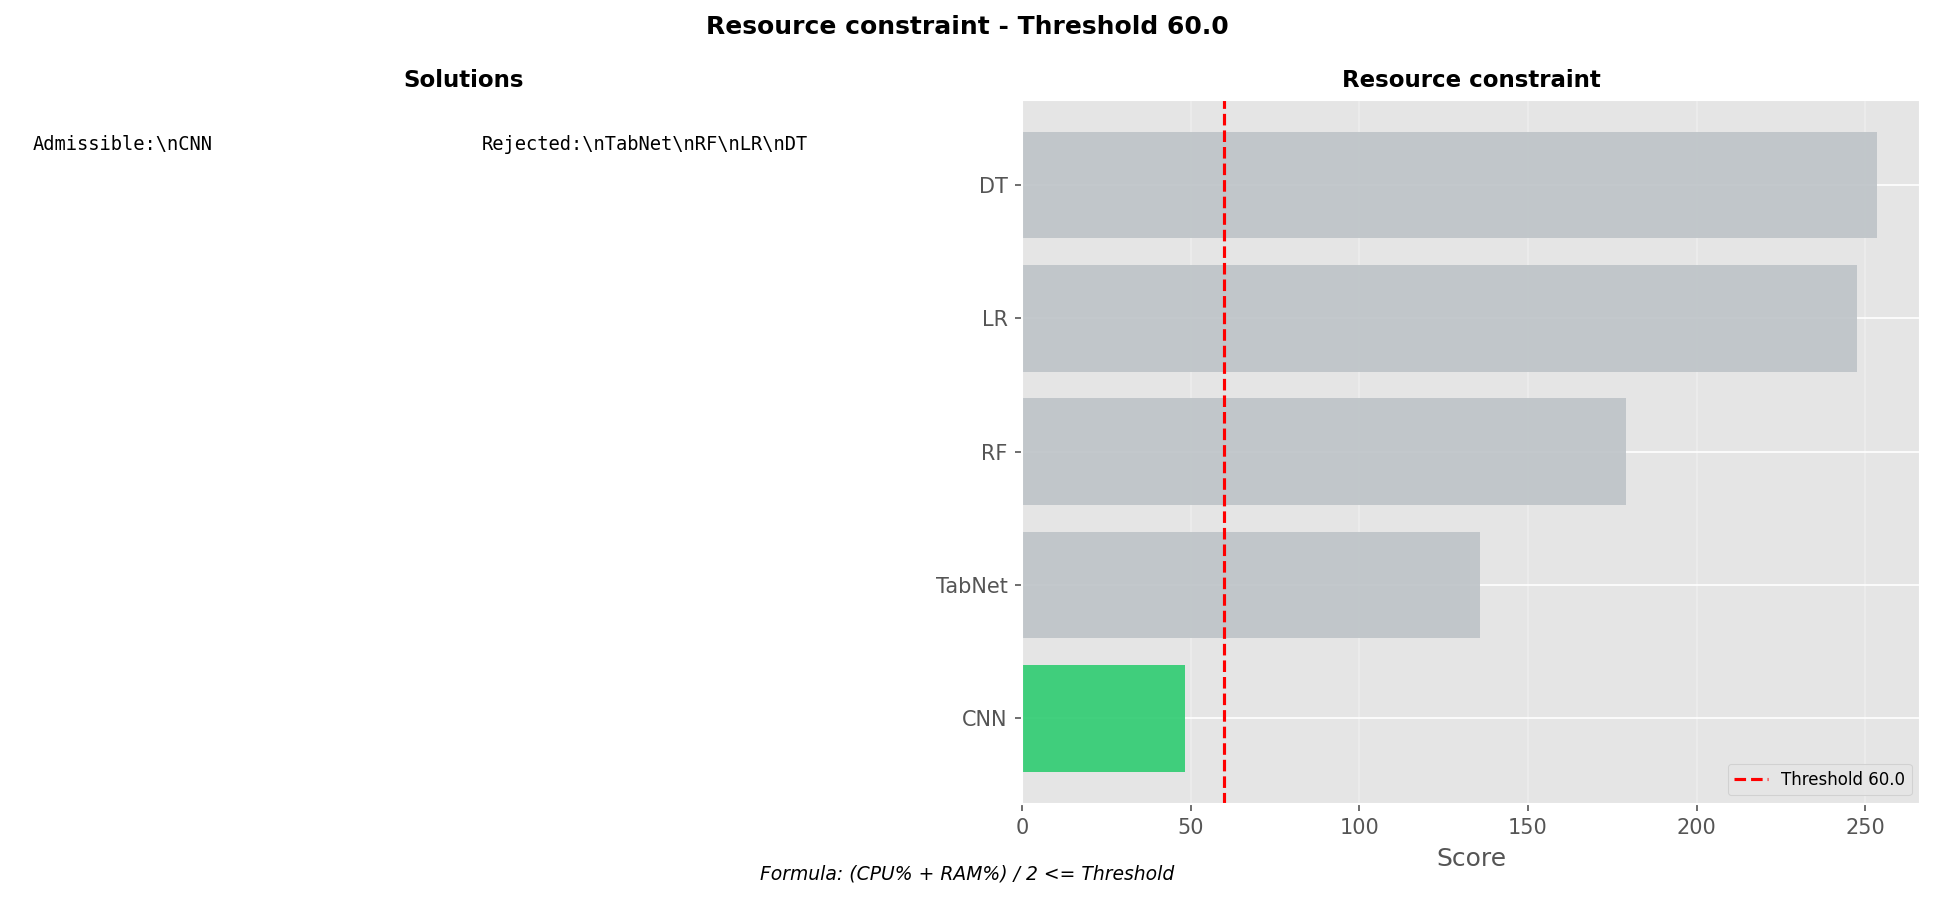 Resource constraint - Threshold 60.0
Solutions
Admissible:\nCNN
Rejected:\nTabNet\nRF\nLR\nDT
Resource constraint
DT
LR
RF
TabNet
CNN
Threshold 60.0
0 50 100 150 200 250
Score
Formula: (CPU% + RAM%) / 2 <= Threshold